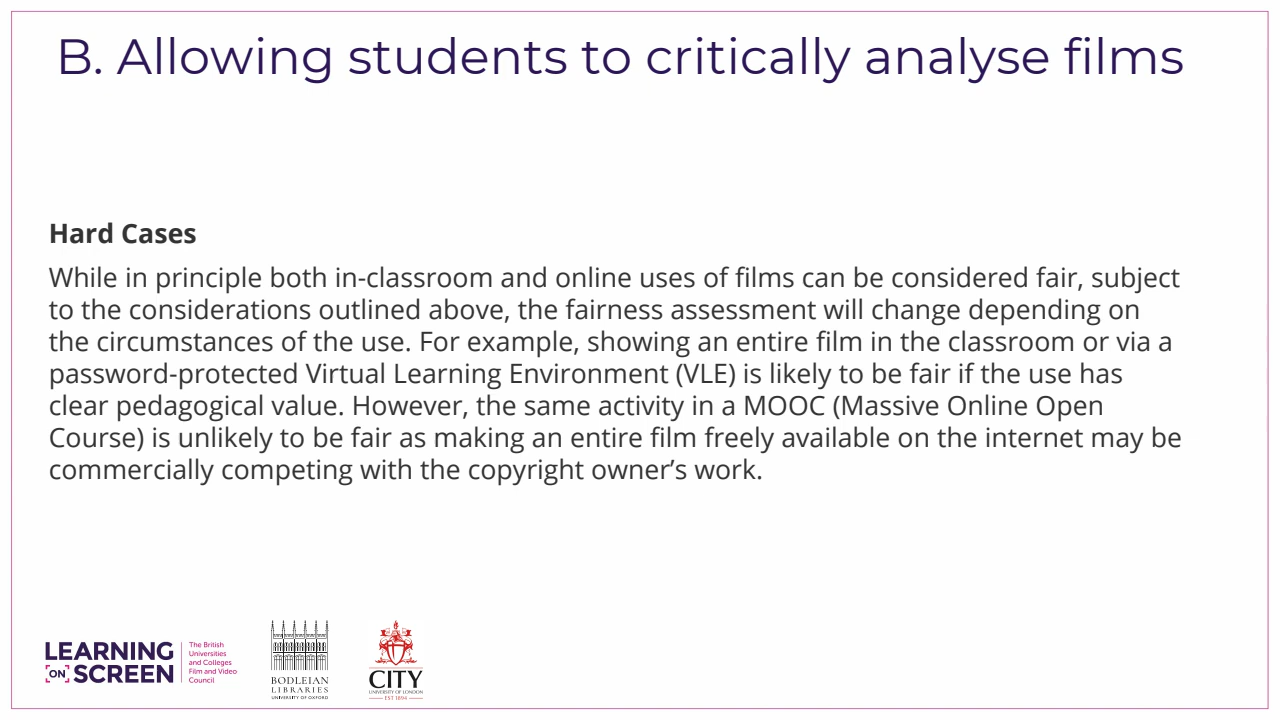 B. Allowing students to critically analyse films
Hard Cases
While in principle both in-classroom and online uses of films can be considered fair, subject
to the considerations outlined above, the fairness assessment will change depending on
the circumstances of the use. For example, showing an entire film in the classroom or via a
password-protected Virtual Learning Environment (VLE) is likely to be fair if the use has
clear pedagogical value. However, the same activity in a MOOC (Massive Online Open
Course) is unlikely to be fair as making an entire film freely available on the internet may be
commercially competing with the copyright owner’s work.
LEARNING
ON SCREEN
The British
Universities
and Colleges
Film and Video
Council
BODLEIAN
LIBRARIES
UNIVERSITY OF OXFORD
CITY
UNIVERSITY OF LONDON
EST 1894